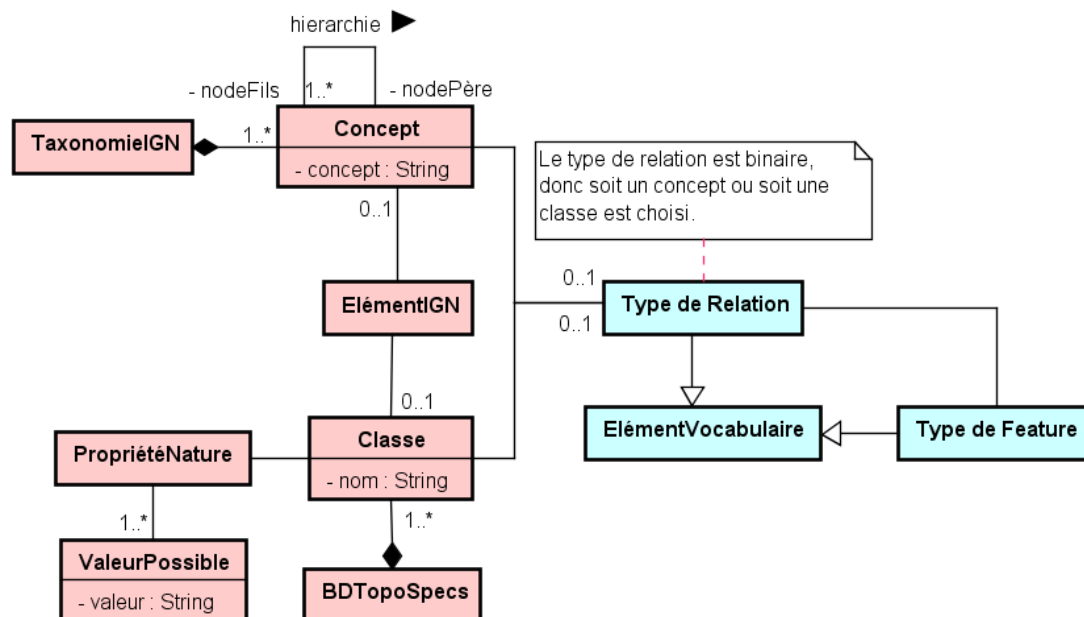 hierarchie
- nodeFils
1..*
- nodePère
TaxonomieIGN
1..*
Concept
- concept : String
0..1
Le type de relation est binaire,
donc soit un concept ou soit une
classe est choisi.
ElémentIGN
0..1
0..1
Type de Relation
0..1
PropriétéNature
Classe
- nom : String
ElémentVocabulaire
Type de Feature
1..*
1..*
ValeurPossible
- valeur : String
BDTopoSpecs